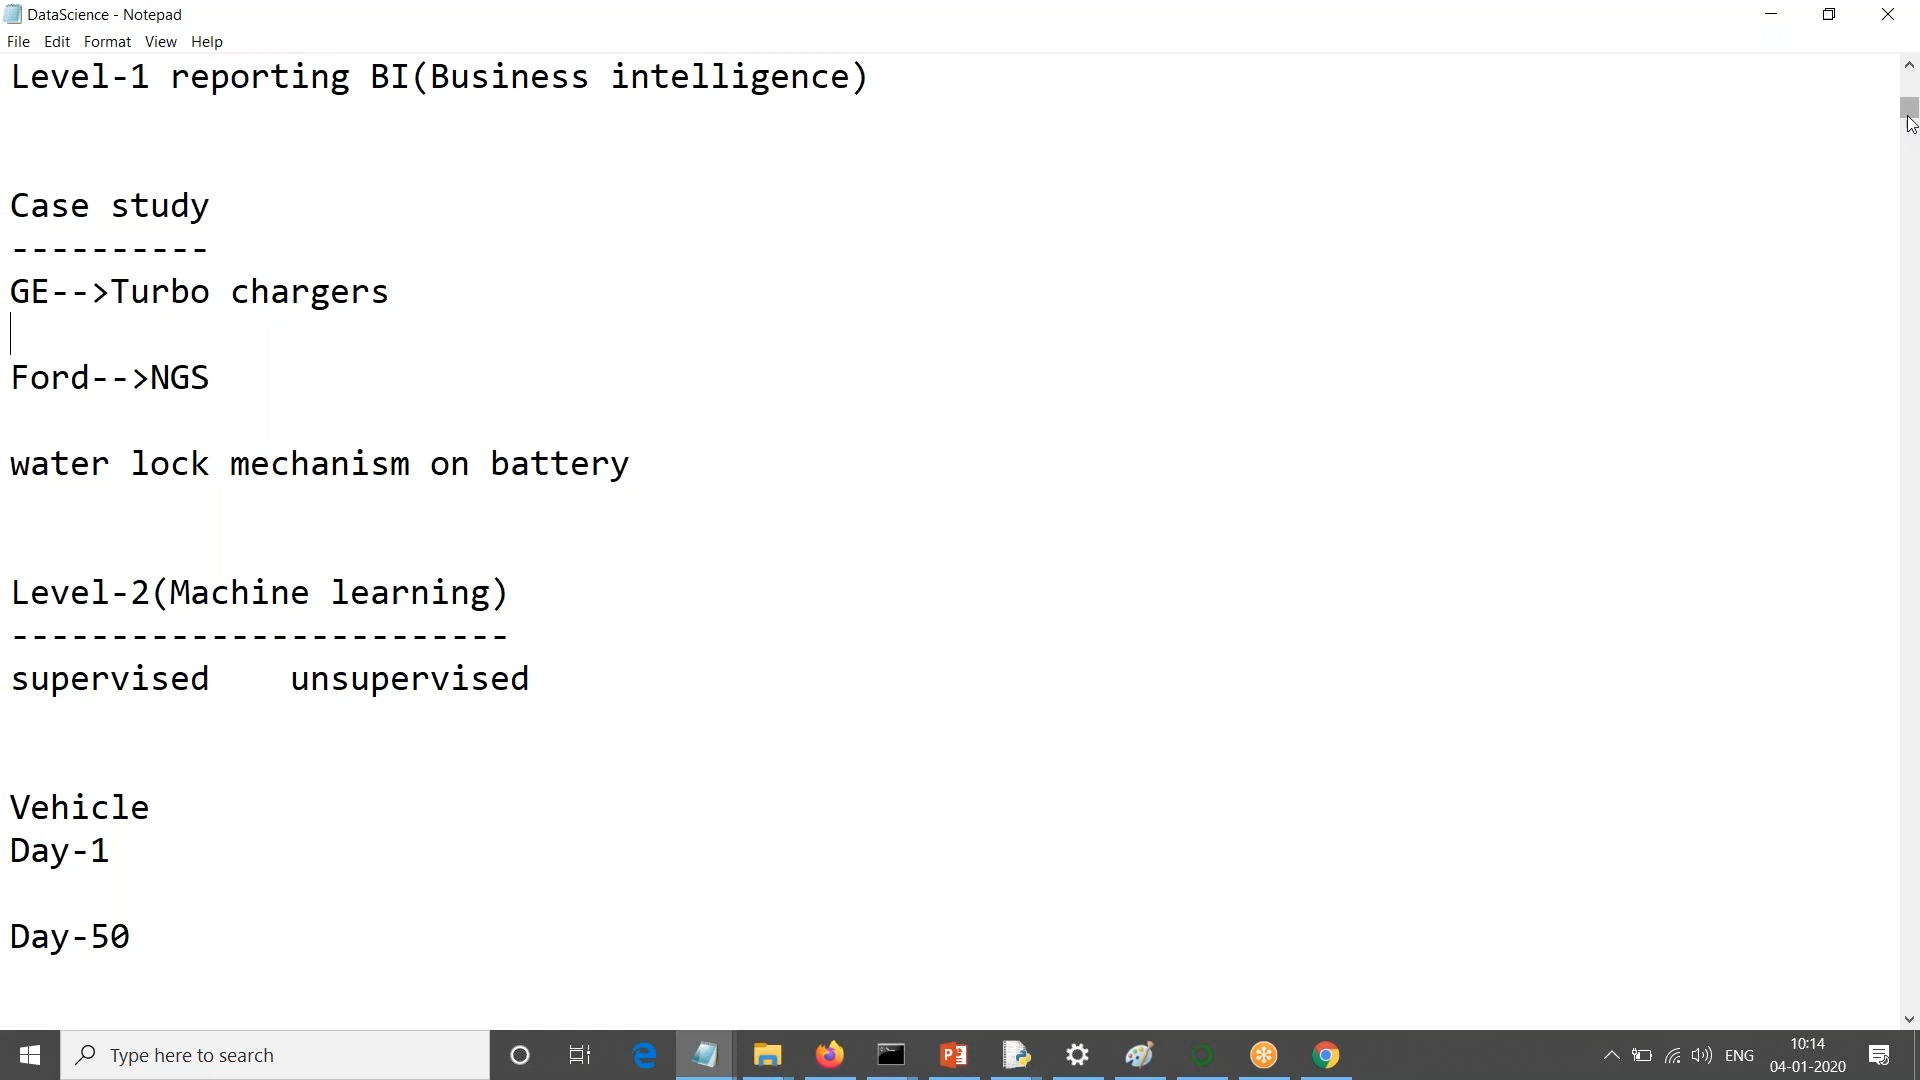 DataScience - Notepad
File Edit Format View Help
Level-1 reporting BI(Business intelligence)
Case study
----------
GE-->Turbo chargers
Ford-->NGS
water lock mechanism on battery
Level-2(Machine learning)
-------------------------
supervised    unsupervised
Vehicle
Day-1
Day-50
Type here to search
ENG
10:14
04-01-2020